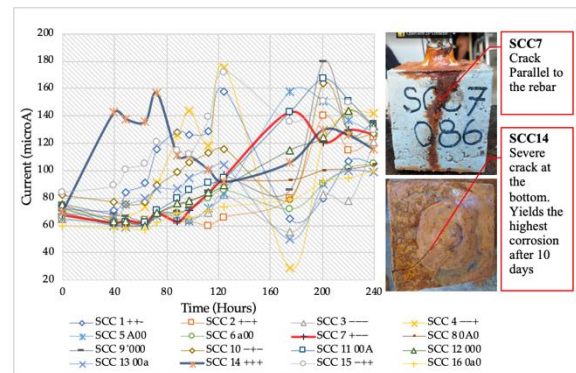 200
180
160
140
120
100
80
60
40
20
Current (microA)
0 40 80 120 160 200 240
Time (Hours)
SCC 1 ++- SCC 2 +-+ SCC 3 --- SCC 4 --+
SCC 5 A00 SCC 6 a00 SCC 7 +-- SCC 8 0A0
SCC 9 '000 SCC 10 -+- SCC 11 00A SCC 12 000
SCC 13 00a SCC 14 +++ SCC 15 -++ SCC 16 0a0
SCC7
086
SCC7
Crack
Parallel to
the rebar
SCC14
Severe
crack at
the
bottom.
Yields the
highest
corrosion
after 10
days